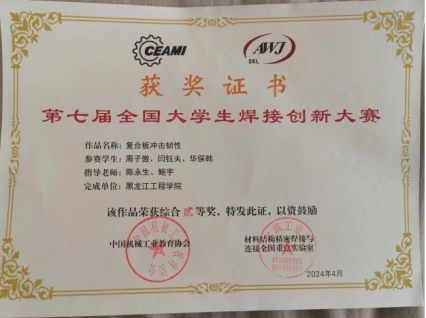 CEAMI
AWJ
SKL
获奖证书
第七届全国大学生焊接创新大赛
作品名称：复合板冲击韧性
参赛学生：周子傲、闫钰夫、华俣韩
指导老师：陈永生、鲍宇
完成单位：黑龙江工程学院
该作品荣获综合贰等奖，特发此证，以资鼓励
中国机械工业教育协会
材料结构精密焊接与
连接全国重点实验室
2024年4月